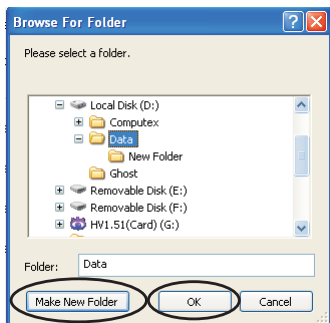 Browse For Folder
Please select a folder.
Local Disk (D:)
Computex
Data
New Folder
Ghost
Removable Disk (E:)
Removable Disk (F:)
HV1.51(Card) (G:)
Folder: Data
Make New Folder OK Cancel